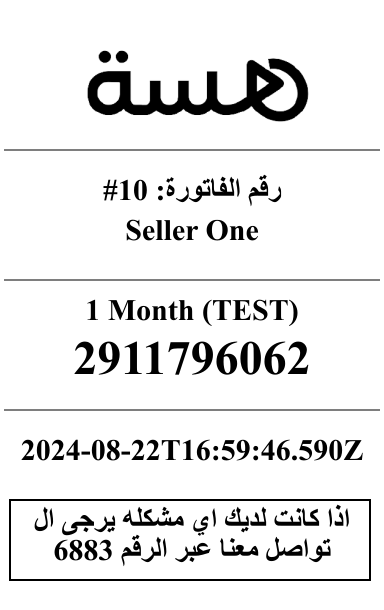 هسة
رقم الفاتورة: 10#
Seller One
1 Month (TEST)
2911796062
2024-08-22T16:59:46.590Z
اذا كانت لديك اي مشكله يرجى ال
تواصل معنا عبر الرقم 6883